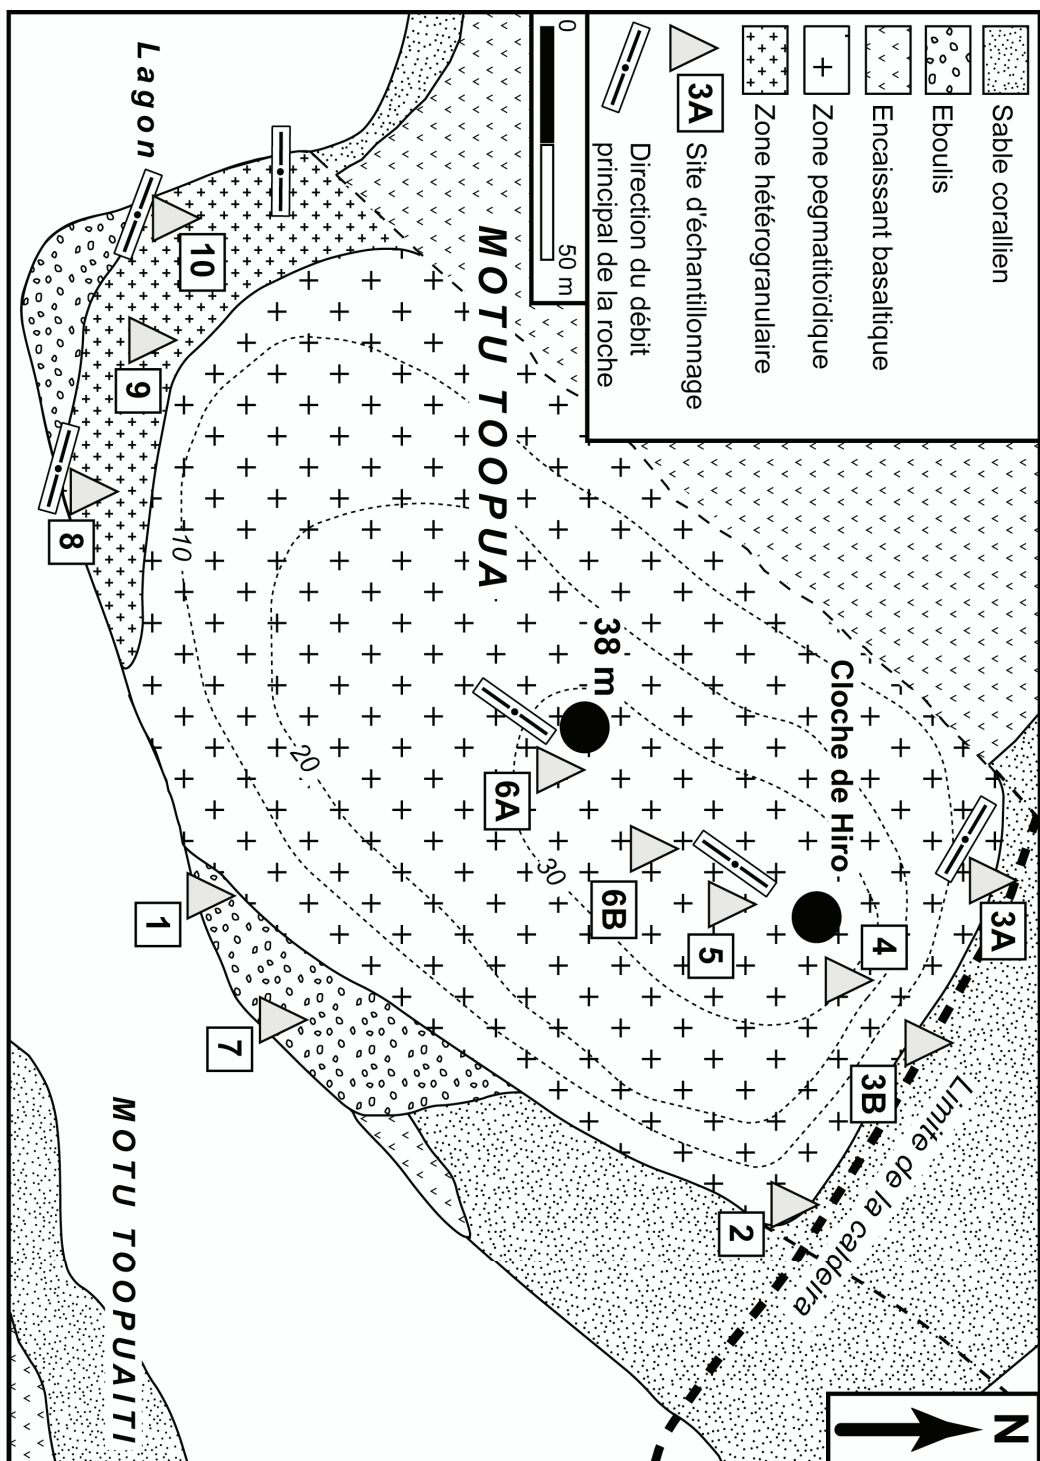 Sable corallien
Eboulis
Encaissant basaltique
Zone pegmatitoïdique
Zone hétérogranulaire
3A
Site d'échantillonnage
Direction du débit
principal de la roche
0
50 m
N
Limite de la caldeira
3A
3B
Cloche de Hiro
4
2
5
6B
38 m
6A
30
MOTU TOOPUA
20
10
1
7
10
9
8
Lagon
MOTU TOOPUAITI